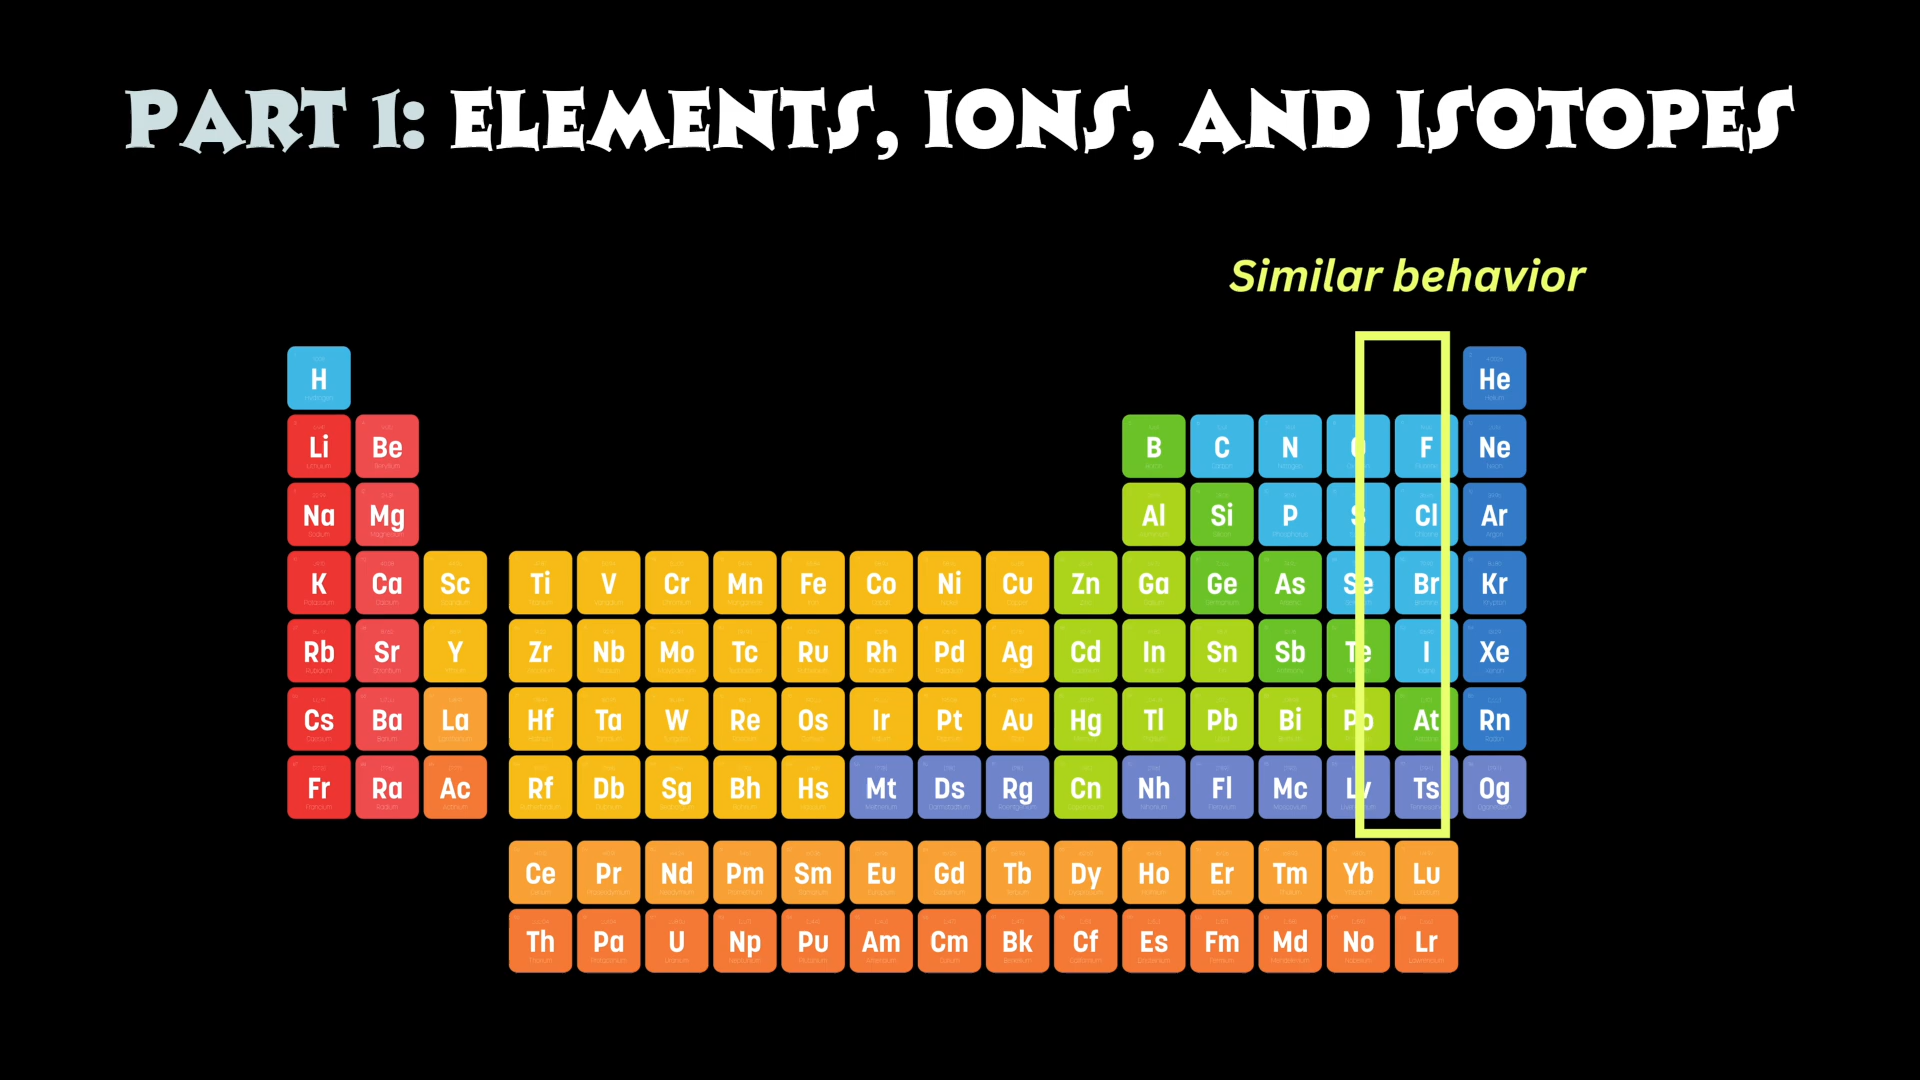 PART 1: ELEMENTS, IONS, AND ISOTOPES
Similar behavior
H He
Li Be B C N O F Ne
Na Mg Al Si P S Cl Ar
K Ca Sc Ti V Cr Mn Fe Co Ni Cu Zn Ga Ge As Se Br Kr
Rb Sr Y Zr Nb Mo Tc Ru Rh Pd Ag Cd In Sn Sb Te I Xe
Cs Ba La Hf Ta W Re Os Ir Pt Au Hg Tl Pb Bi Po At Rn
Fr Ra Ac Rf Db Sg Bh Hs Mt Ds Rg Cn Nh Fl Mc Lv Ts Og
Ce Pr Nd Pm Sm Eu Gd Tb Dy Ho Er Tm Yb Lu
Th Pa U Np Pu Am Cm Bk Cf Es Fm Md No Lr